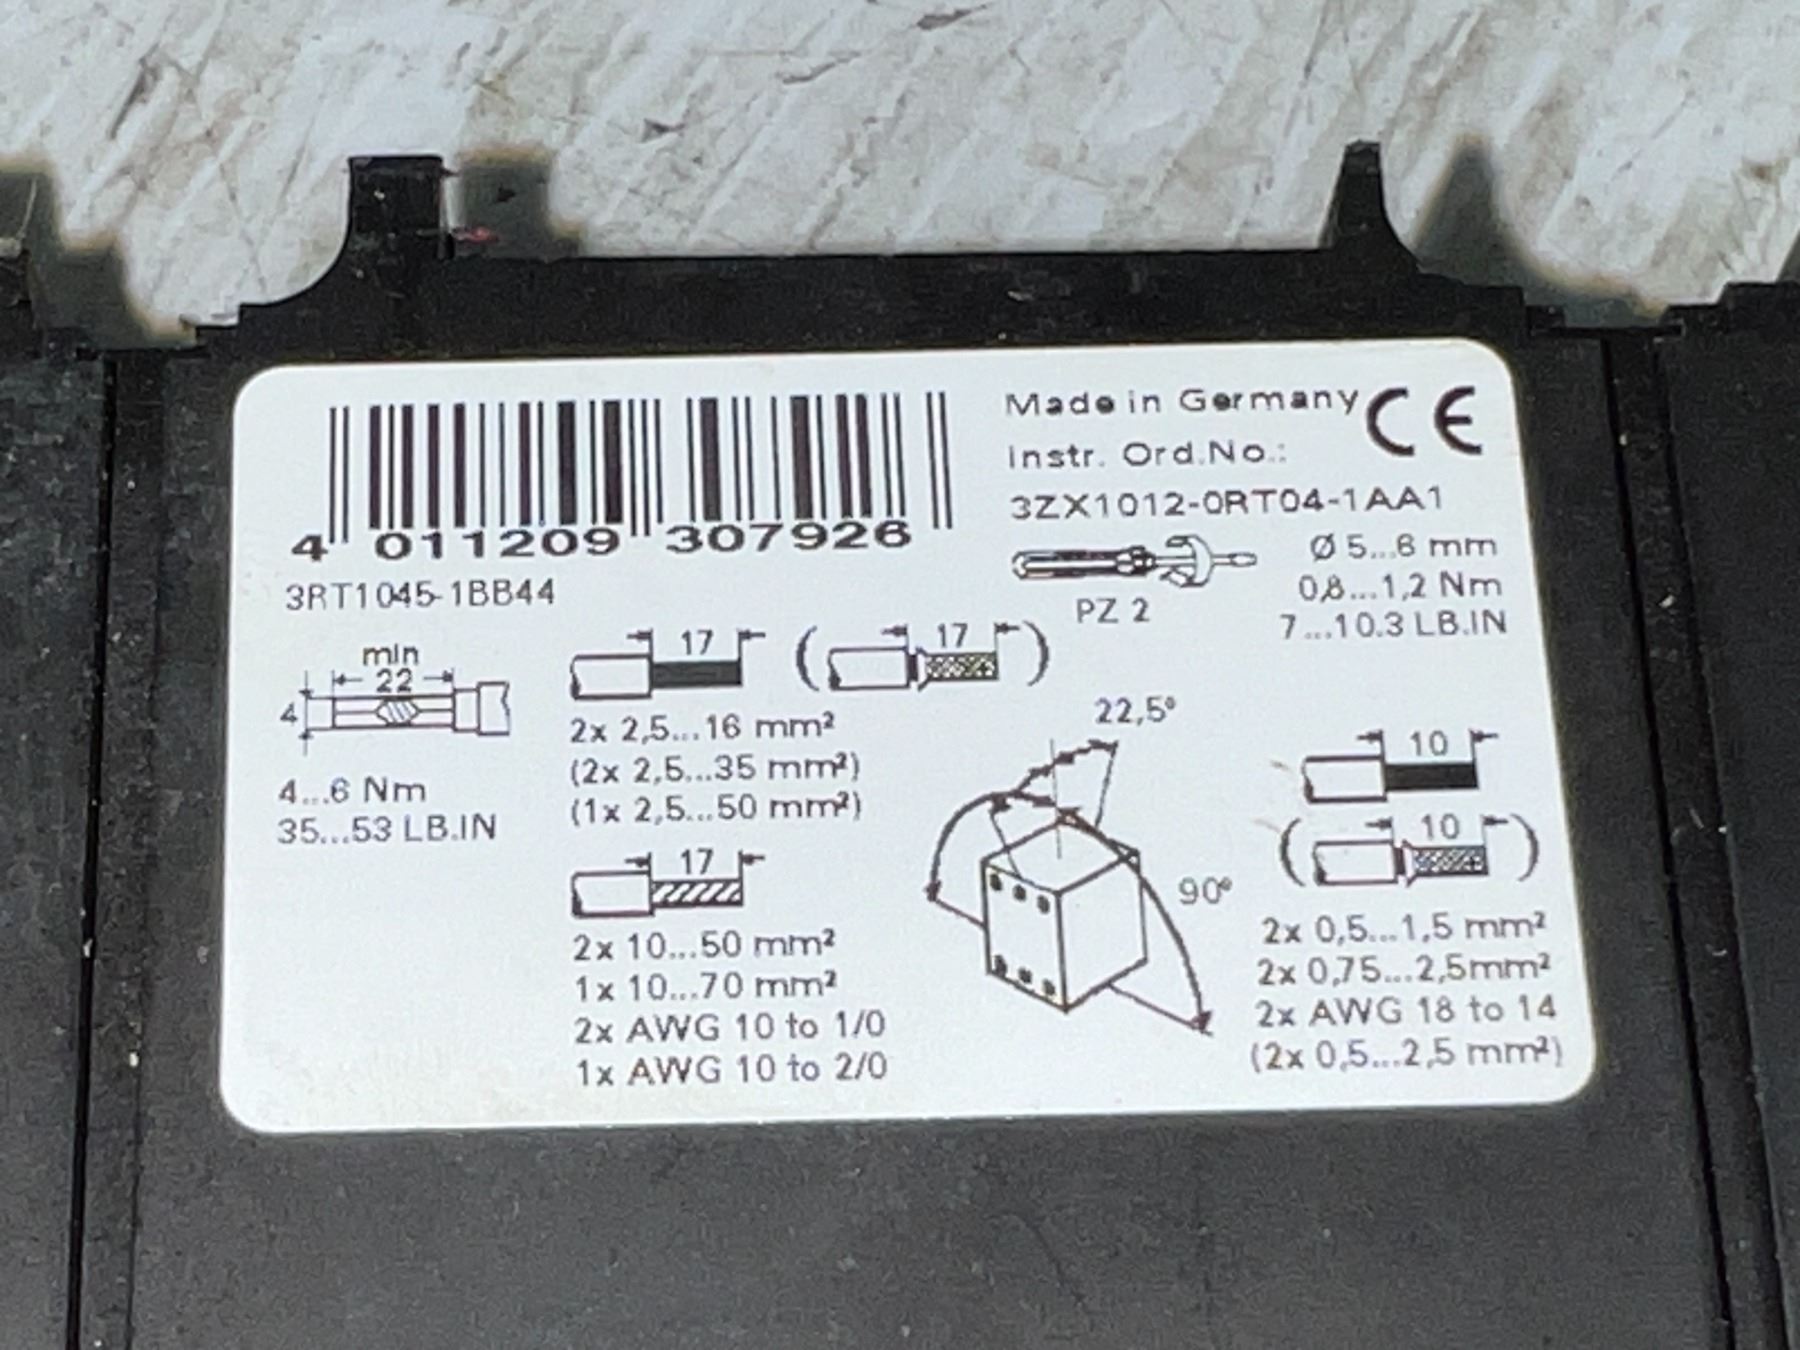 Made in Germany CE
Instr. Ord.No.:
3ZX1012-0RT04-1AA1
4 011209 307926
3RT1045-1BB44
PZ 2
Ø 5...6 mm
0,8...1,2 Nm
7...10.3 LB.IN
min
22
4
4...6 Nm
35...53 LB.IN
17
17
2x 2,5...16 mm²
(2x 2,5...35 mm²)
(1x 2,5...50 mm²)
17
2x 10...50 mm²
1x 10...70 mm²
2x AWG 10 to 1/0
1x AWG 10 to 2/0
22,5°
90°
10
10
2x 0,5...1,5 mm²
2x 0,75...2,5mm²
2x AWG 18 to 14
(2x 0,5...2,5 mm²)